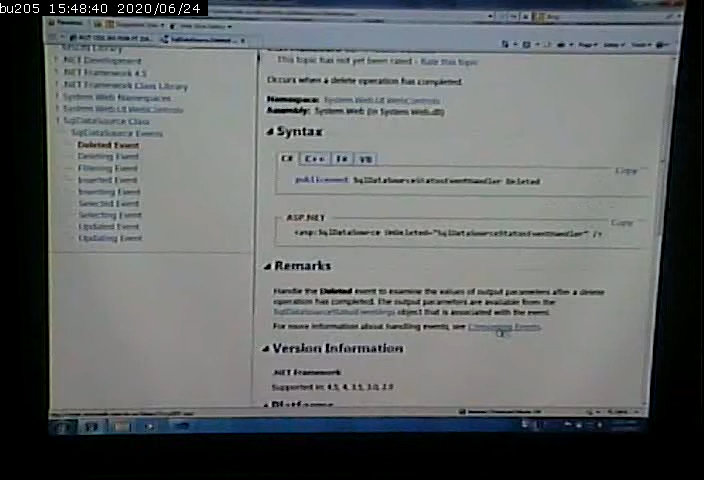 bu205 15:48:40 2020/06/24
MSDN Library
.NET Development
.NET Framework 4.5
.NET Framework Class Library
System.Web Namespaces
System.Web.UI.WebControls
SqlDataSource Class
SqlDataSource Events
Deleted Event
Deleting Event
Filtering Event
Inserted Event
Inserting Event
Selected Event
Selecting Event
Updated Event
Updating Event
This topic has not yet been rated - Rate this topic
Occurs when a delete operation has completed.
Namespace: System.Web.UI.WebControls
Assembly: System.Web (in System.Web.dll)
Syntax
C# C++ F# VB
Copy
public event SqlDataSourceStatusEventHandler Deleted
ASP.NET
Copy
<asp:SqlDataSource OnDeleted="SqlDataSourceStatusEventHandler" />
Remarks
Handle the Deleted event to examine the values of output parameters after a delete
operation has completed. The output parameters are available from the
SqlDataSourceStatusEventArgs object that is associated with the event.
For more information about handling events, see Consuming Events.
Version Information
.NET Framework
Supported in: 4.5, 4, 3.5, 3.0, 2.0
Platforms